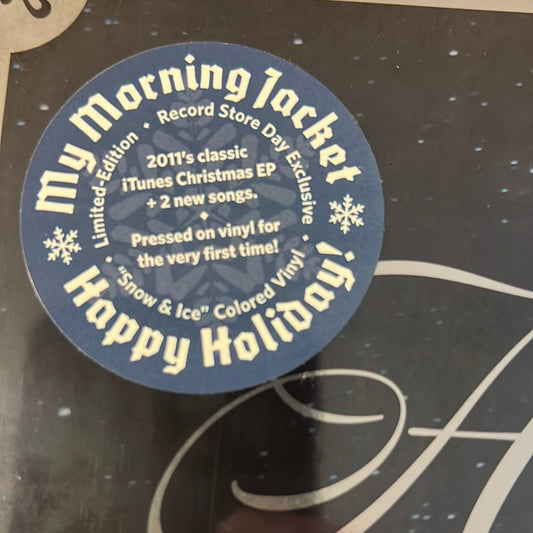 My Morning Jacket
Limited-Edition • Record Store Day Exclusive
2011's classic
iTunes Christmas EP
+ 2 new songs.
Pressed on vinyl for
the very first time!
"Snow & Ice" Colored Vinyl
Happy Holiday!
H